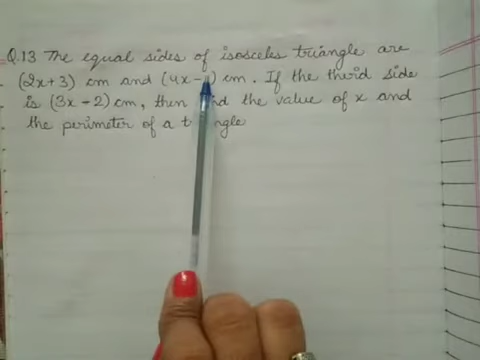 Q.13 The equal sides of isosceles triangle are
(2x+3) cm and (4x- ) cm. If the third side
is (3x+2) cm, then the value of x and
the perimeter of a